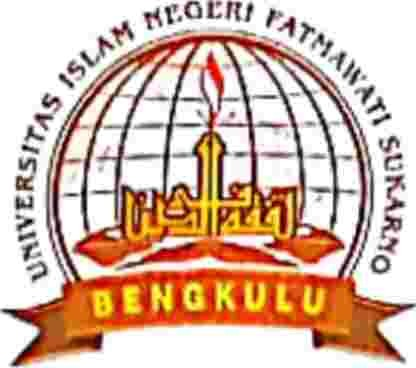 UNIVERSITAS ISLAM NEGERI FATMAWATI SUKARNO
BENGKULU